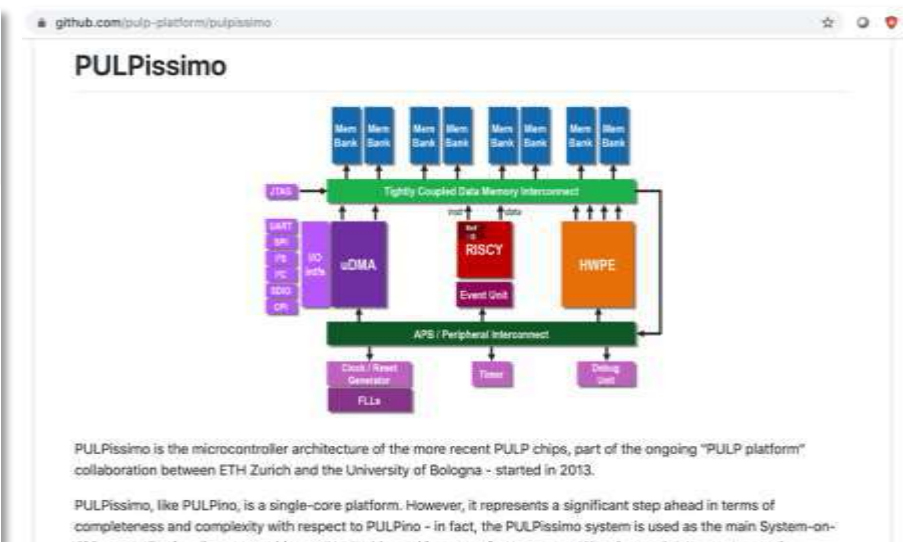 github.com/pulp-platform/pulpissimo
PULPissimo
Mem Bank
Mem Bank
Mem Bank
Mem Bank
Mem Bank
Mem Bank
Mem Bank
Mem Bank
JTAG
Tightly Coupled Data Memory Interconnect
inst
data
UART
SPI
I²S
I²C
SDIO
CPI
I/O
intfs
uDMA
RISCY
Event Unit
HWPE
APB / Peripheral Interconnect
Clock / Reset
Generator
FLLs
Timer
Debug
Unit
PULPissimo is the microcontroller architecture of the more recent PULP chips, part of the ongoing "PULP platform"
collaboration between ETH Zurich and the University of Bologna - started in 2013.
PULPissimo, like PULPino, is a single-core platform. However, it represents a significant step ahead in terms of
completeness and complexity with respect to PULPino - in fact, the PULPissimo system is used as the main System-on-